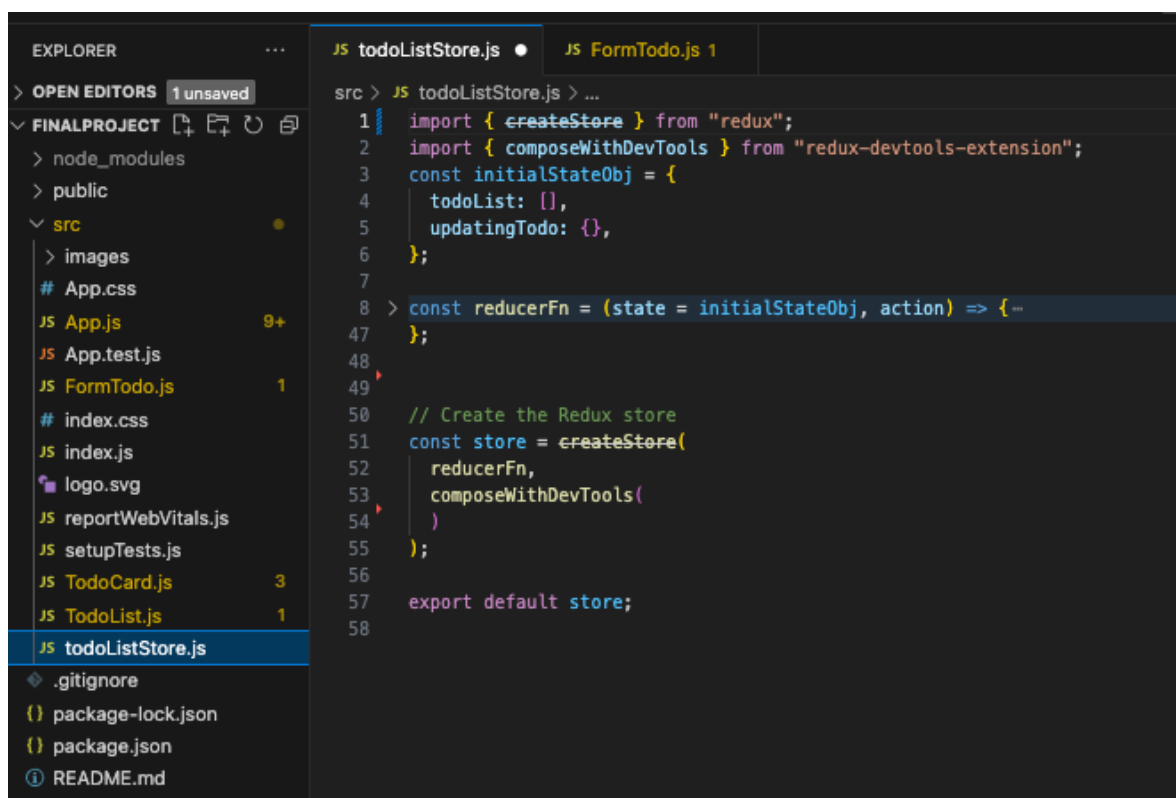 EXPLORER ...
OPEN EDITORS 1 unsaved
FINALPROJECT
node_modules
public
src
images
# App.css
JS App.js 9+
JS App.test.js
JS FormTodo.js 1
# index.css
JS index.js
logo.svg
JS reportWebVitals.js
JS setupTests.js
JS TodoCard.js 3
JS TodoList.js 1
JS todoListStore.js
.gitignore
{} package-lock.json
{} package.json
README.md
JS todoListStore.js ● JS FormTodo.js 1
src > JS todoListStore.js > ...
1 import { createStore } from "redux";
2 import { composeWithDevTools } from "redux-devtools-extension";
3 const initialStateObj = {
4 todoList: [],
5 updatingTodo: {},
6 };
7
8 > const reducerFn = (state = initialStateObj, action) => {…
47 };
48
49
50 // Create the Redux store
51 const store = createStore(
52 reducerFn,
53 composeWithDevTools(
54 )
55 );
56
57 export default store;
58